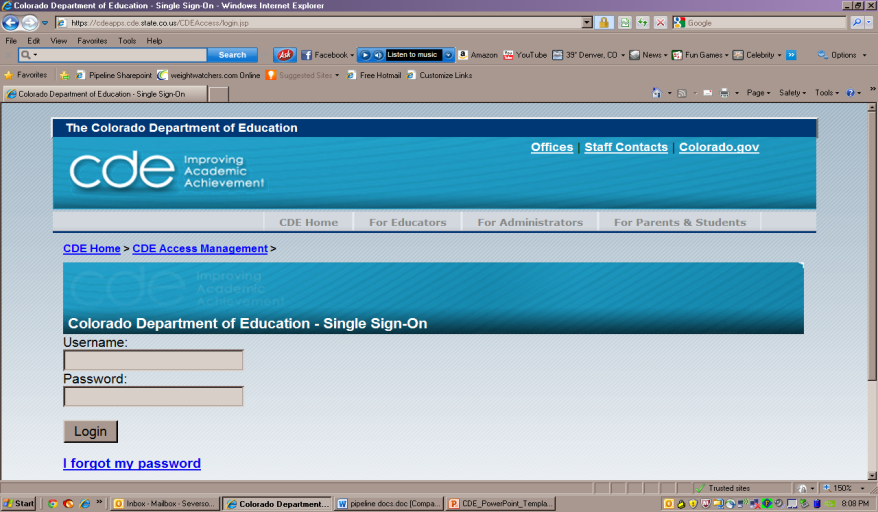 Colorado Department of Education - Single Sign-On - Windows Internet Explorer
https://cdeapps.cde.state.co.us/CDEAccess/login.jsp
Google
File Edit View Favorites Tools Help
Search Facebook Listen to music Amazon YouTube 39° Denver, CO News Fun Games Celebrity Options
Favorites Pipeline Sharepoint weightwatchers.com Online Suggested Sites Free Hotmail Customize Links
Colorado Department of Education - Single Sign-On
Page Safety Tools
The Colorado Department of Education
Offices | Staff Contacts | Colorado.gov
cde Improving
Academic
Achievement
CDE Home For Educators For Administrators For Parents & Students
CDE Home > CDE Access Management >
cde Improving
Academic
Achievement
Colorado Department of Education - Single Sign-On
Username:
Password:
Login
I forgot my password
Trusted sites 150%
Start Inbox - Mailbox - Severso... Colorado Department... pipeline docs.doc [Compa... CDE_PowerPoint_Templa... 8:08 PM